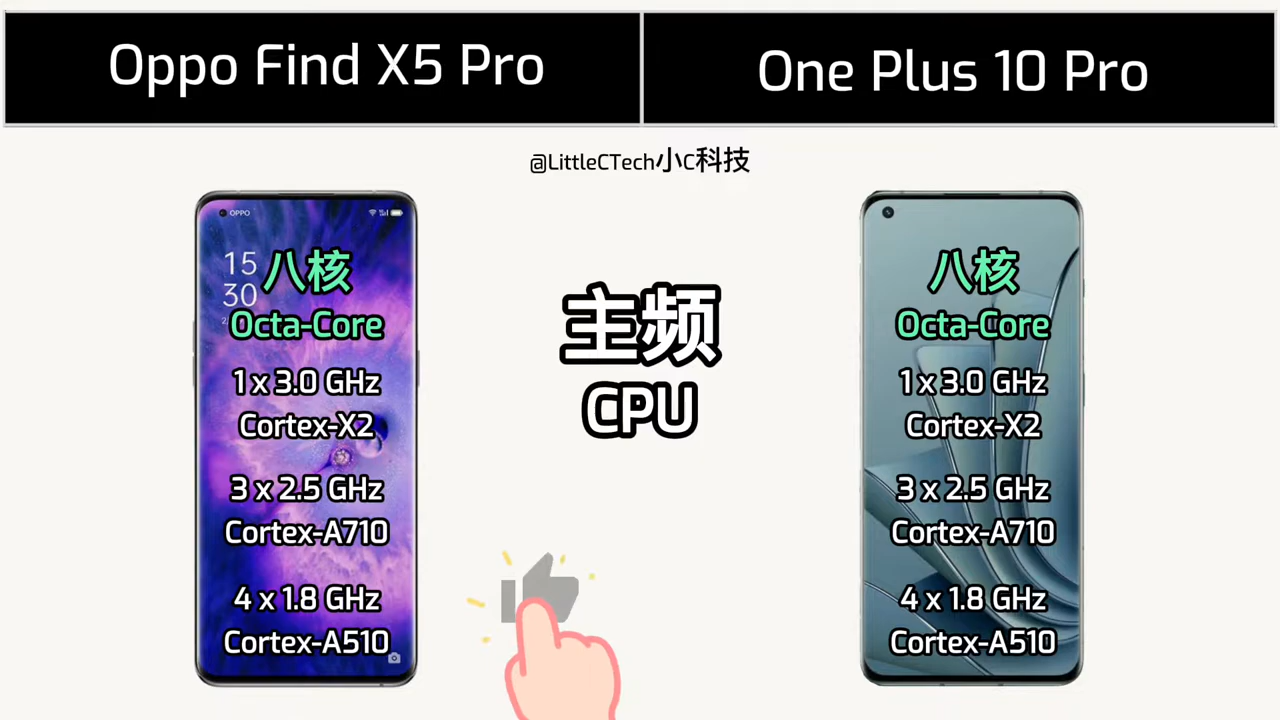 Oppo Find X5 Pro
One Plus 10 Pro
@LittleCTech小C科技
OPPO
15
30
八核
Octa-Core
1 x 3.0 GHz
Cortex-X2
3 x 2.5 GHz
Cortex-A710
4 x 1.8 GHz
Cortex-A510
主频
CPU
八核
Octa-Core
1 x 3.0 GHz
Cortex-X2
3 x 2.5 GHz
Cortex-A710
4 x 1.8 GHz
Cortex-A510